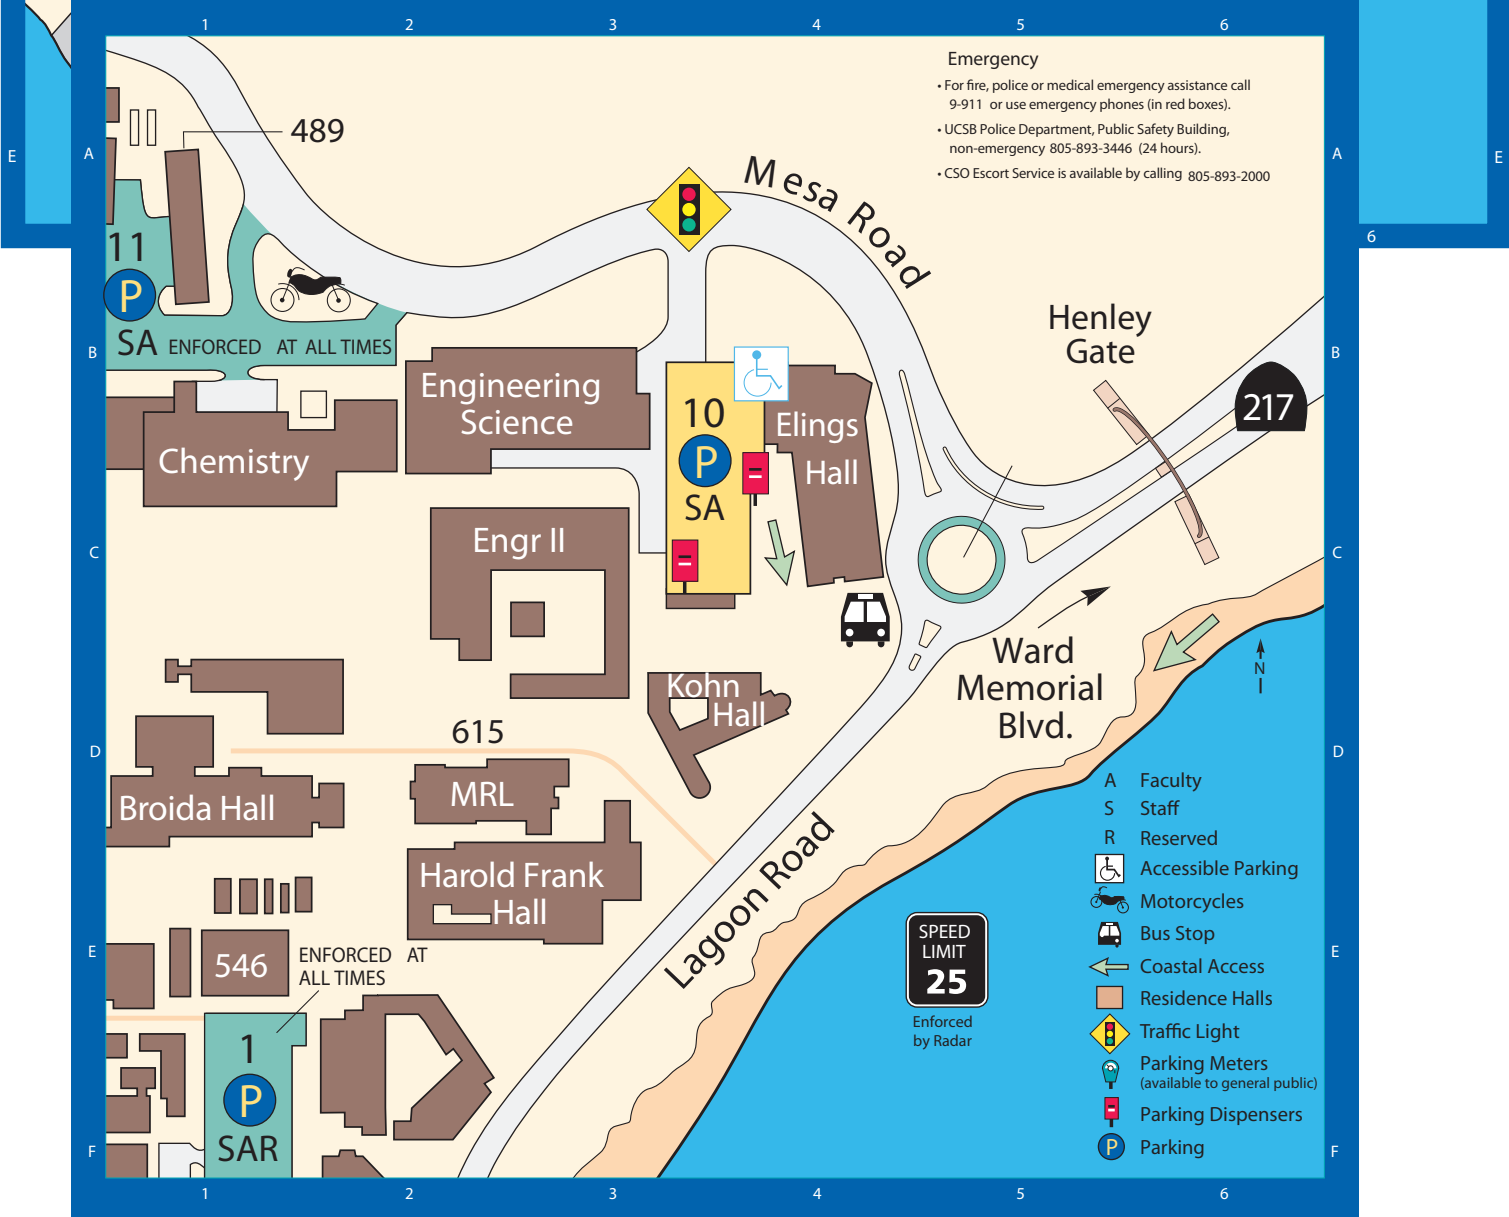 1 2 3 4 5 6
Emergency
• For fire, police or medical emergency assistance call
9-911 or use emergency phones (in red boxes).
• UCSB Police Department, Public Safety Building,
non-emergency 805-893-3446 (24 hours).
• CSO Escort Service is available by calling 805-893-2000
489
E
A
A
E
Mesa Road
11
P
SA ENFORCED AT ALL TIMES
6
Henley
Gate
B
B
217
Engineering
Science
10
P
SA
Elings
Hall
Chemistry
Engr II
C
C
Ward
Memorial
Blvd.
N
Kohn
Hall
615
D
D
MRL
Broida Hall
Harold Frank
Hall
Lagoon Road
A Faculty
S Staff
R Reserved
Accessible Parking
Motorcycles
Bus Stop
Coastal Access
Residence Halls
Traffic Light
Parking Meters
(available to general public)
Parking Dispensers
P Parking
SPEED
LIMIT
25
Enforced
by Radar
E
E
546
ENFORCED AT
ALL TIMES
1
P
SAR
F
F
1 2 3 4 5 6